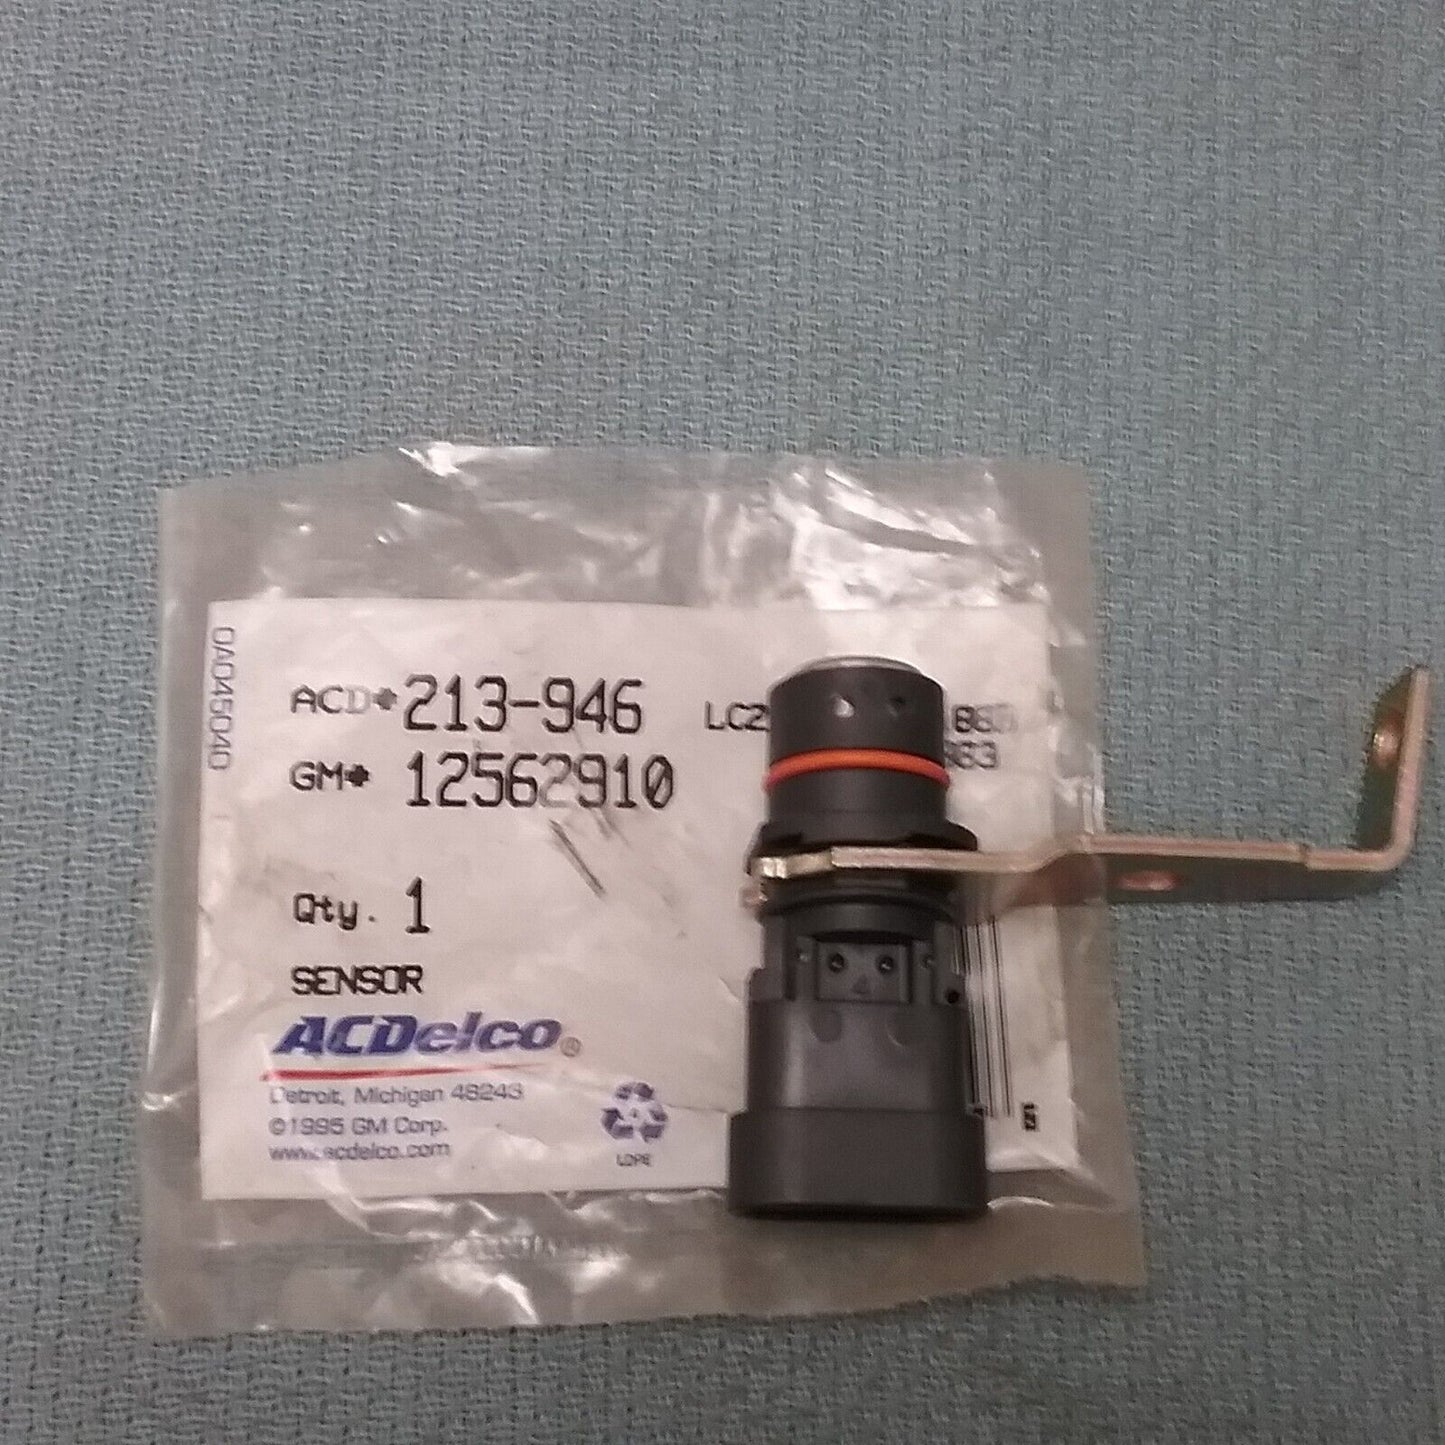 0A045040
ACD# 213-946
GM# 12562910
Qty. 1
SENSOR
ACDelco®
Detroit, Michigan 48243
©1995 GM Corp.
www.acdelco.com
LDPE